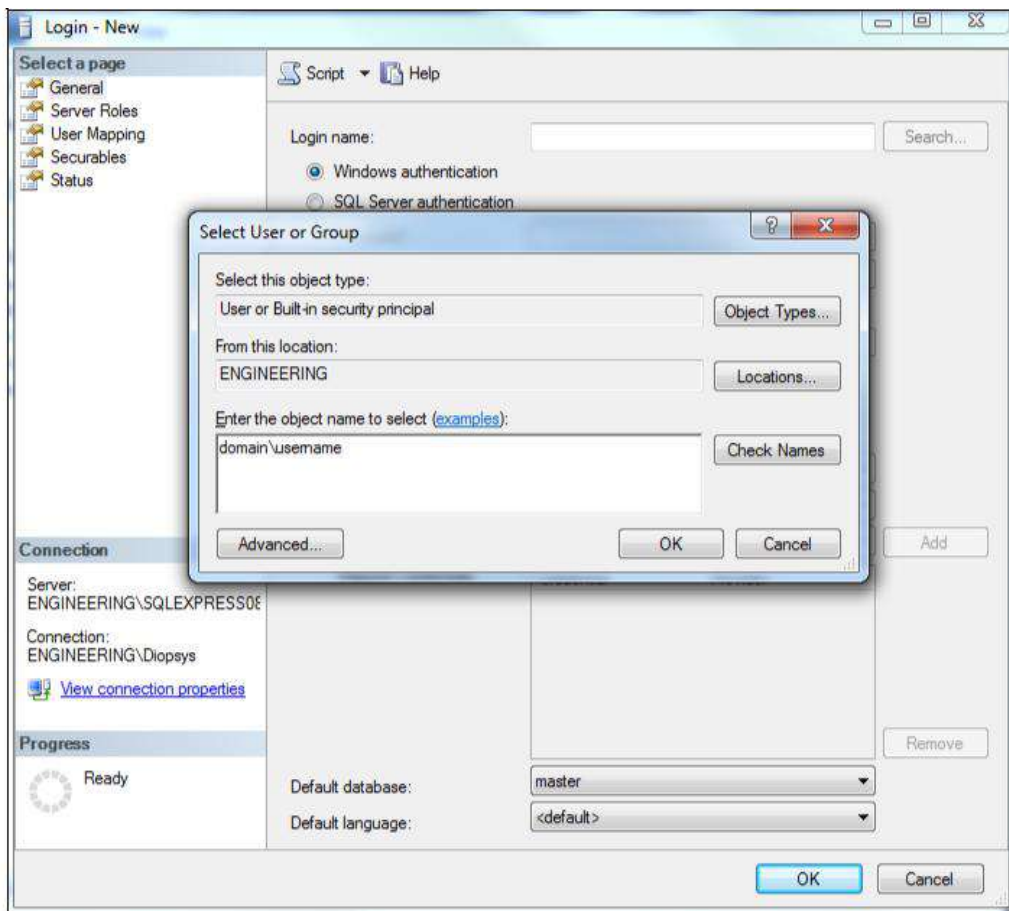 Login - New
Select a page
General
Server Roles
User Mapping
Securables
Status
Script
Help
Login name:
Search...
Windows authentication
SQL Server authentication
Select User or Group
Select this object type:
User or Built-in security principal
Object Types...
From this location:
ENGINEERING
Locations...
Enter the object name to select (examples):
domain\username
Check Names
Advanced...
OK
Cancel
Add
Connection
Server:
ENGINEERING\SQLEXPRESS08
Connection:
ENGINEERING\Diopsys
View connection properties
Progress
Ready
Remove
Default database:
master
Default language:
<default>
OK
Cancel